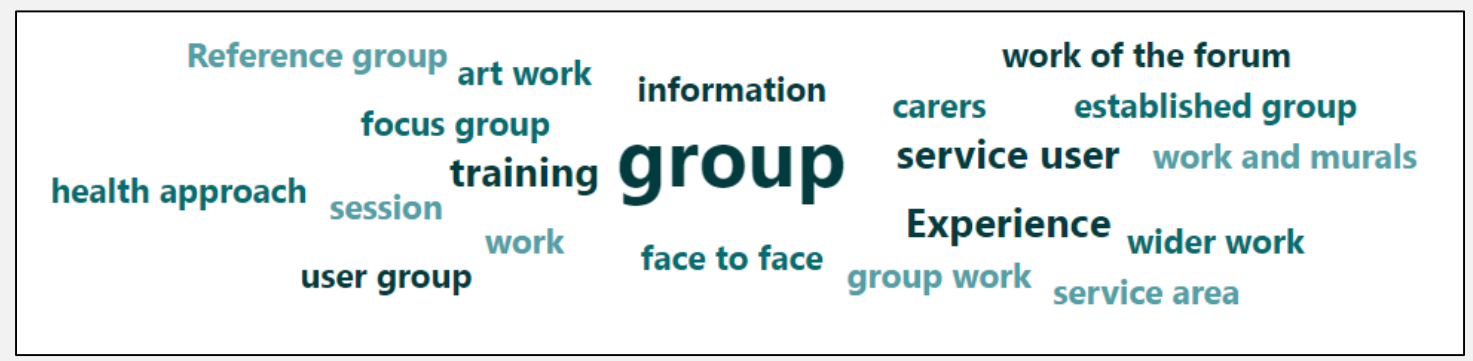 Reference group
art work
information
work of the forum
carers
established group
focus group
group
service user
work and murals
training
health approach
session
Experience
work
wider work
face to face
user group
group work
service area